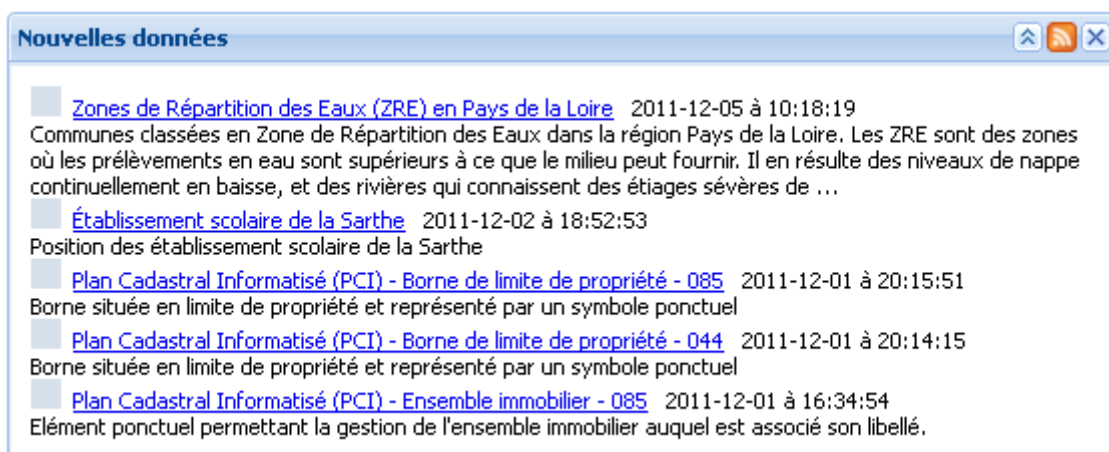 Nouvelles données
Zones de Répartition des Eaux (ZRE) en Pays de la Loire 2011-12-05 à 10:18:19
Communes classées en Zone de Répartition des Eaux dans la région Pays de la Loire. Les ZRE sont des zones
où les prélèvements en eau sont supérieurs à ce que le milieu peut fournir. Il en résulte des niveaux de nappe
continuellement en baisse, et des rivières qui connaissent des étiages sévères de ...
Établissement scolaire de la Sarthe 2011-12-02 à 18:52:53
Position des établissement scolaire de la Sarthe
Plan Cadastral Informatisé (PCI) - Borne de limite de propriété - 085 2011-12-01 à 20:15:51
Borne située en limite de propriété et représenté par un symbole ponctuel
Plan Cadastral Informatisé (PCI) - Borne de limite de propriété - 044 2011-12-01 à 20:14:15
Borne située en limite de propriété et représenté par un symbole ponctuel
Plan Cadastral Informatisé (PCI) - Ensemble immobilier - 085 2011-12-01 à 16:34:54
Elément ponctuel permettant la gestion de l'ensemble immobilier auquel est associé son libellé.